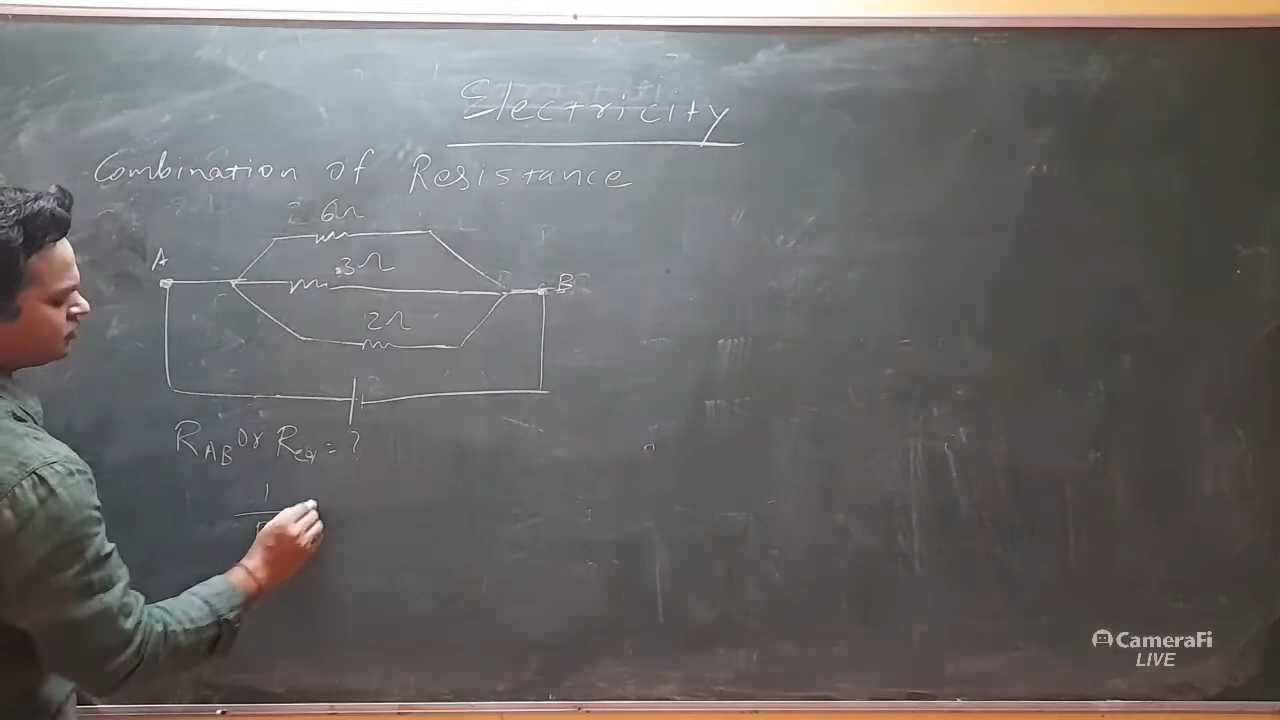 Electricity
Combination of Resistance
6Ω
A
3Ω
B
2Ω
R_AB or R_eq = ?
1
CameraFi
LIVE